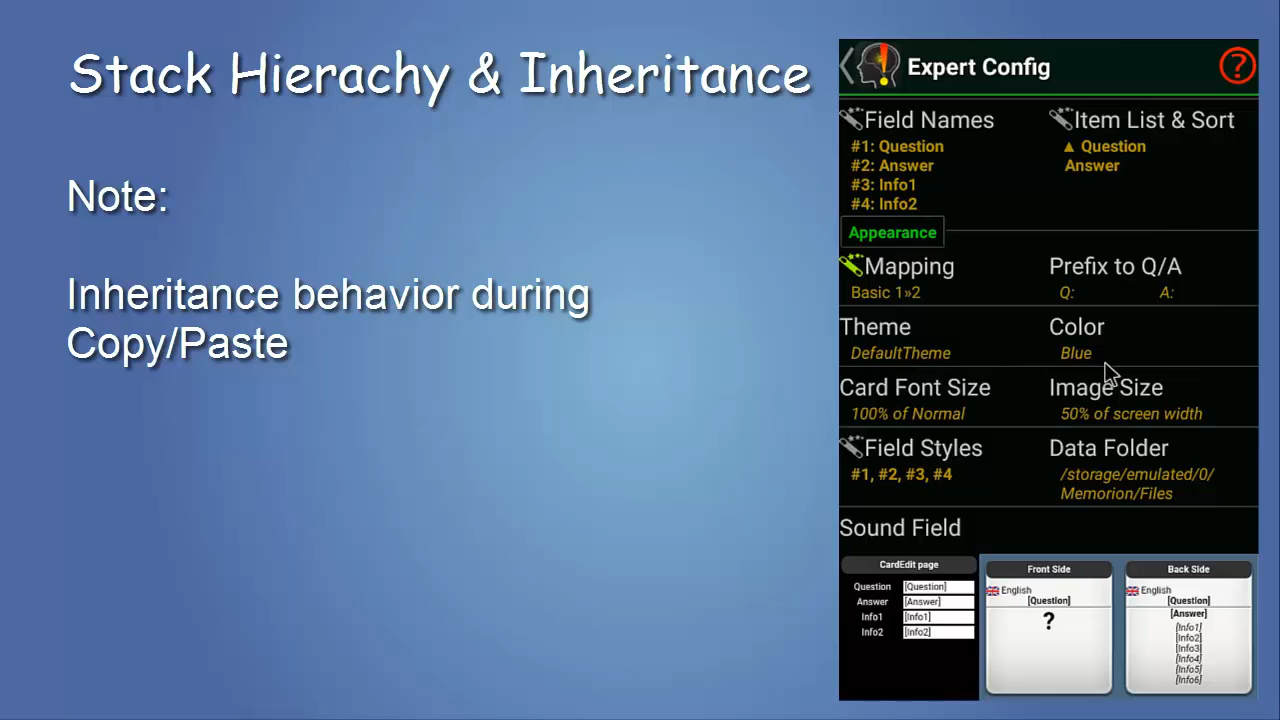 Stack Hierachy & Inheritance
Note:
Inheritance behavior during
Copy/Paste
Expert Config
?
Field Names
#1: Question
#2: Answer
#3: Info1
#4: Info2
Item List & Sort
▲ Question
Answer
Appearance
Mapping
Basic 1»2
Prefix to Q/A
Q: A:
Theme
DefaultTheme
Color
Blue
Card Font Size
100% of Normal
Image Size
50% of screen width
Field Styles
#1, #2, #3, #4
Data Folder
/storage/emulated/0/
Memorion/Files
Sound Field
CardEdit page
Question [Question]
Answer [Answer]
Info1 [Info1]
Info2 [Info2]
Front Side
English
[Question]
?
Back Side
English
[Question]
[Answer]
[Info1]
[Info2]
[Info3]
[Info4]
[Info5]
[Info6]